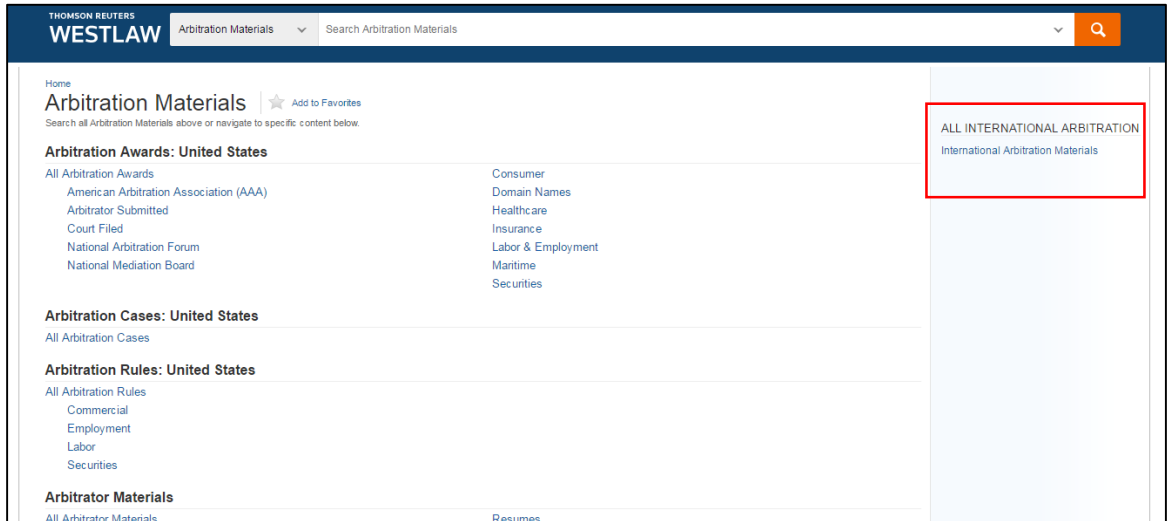 THOMSON REUTERS
WESTLAW
Arbitration Materials
Search Arbitration Materials
Home
Arbitration Materials
Add to Favorites
Search all Arbitration Materials above or navigate to specific content below.
Arbitration Awards: United States
All Arbitration Awards
American Arbitration Association (AAA)
Arbitrator Submitted
Court Filed
National Arbitration Forum
National Mediation Board
Consumer
Domain Names
Healthcare
Insurance
Labor & Employment
Maritime
Securities
Arbitration Cases: United States
All Arbitration Cases
Arbitration Rules: United States
All Arbitration Rules
Commercial
Employment
Labor
Securities
Arbitrator Materials
All Arbitrator Materials
Resumes
ALL INTERNATIONAL ARBITRATION
International Arbitration Materials